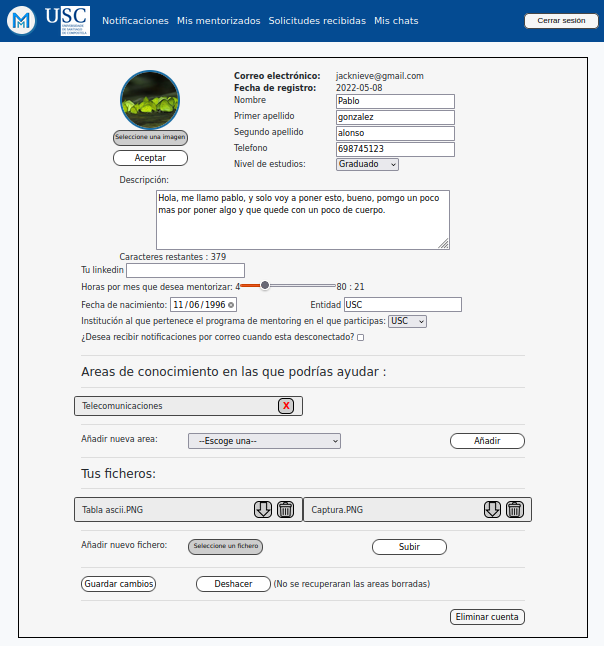 M USC Notificaciones Mis mentorizados Solicitudes recibidas Mis chats Cerrar sesión
Correo electrónico: jacknieve@gmail.com
Fecha de registro: 2022-05-08
Nombre Pablo
Primer apellido gonzalez
Segundo apellido alonso
Telefono 698745123
Nivel de estudios: Graduado
Seleccione una imagen
Aceptar
Descripción:
Hola, me llamo pablo, y solo voy a poner esto, bueno, pomgo un poco
mas por poner algo y que quede con un poco de cuerpo.
Caracteres restantes : 379
Tu linkedin
Horas por mes que desea mentorizar: 4 80 : 21
Fecha de nacimiento: 11/06/1996 Entidad USC
Institución al que pertenece el programa de mentoring en el que participas: USC
¿Desea recibir notificaciones por correo cuando esta desconectado?
Areas de conocimiento en las que podrías ayudar :
Telecomunicaciones X
Añadir nueva area: --Escoge una-- Añadir
Tus ficheros:
Tabla ascii.PNG Captura.PNG
Añadir nuevo fichero: Seleccione un fichero Subir
Guardar cambios Deshacer (No se recuperaran las areas borradas)
Eliminar cuenta